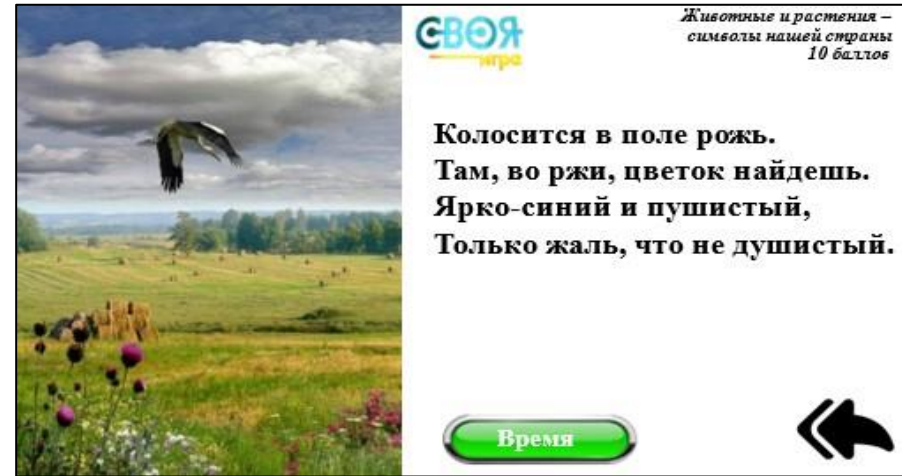 СВОЯ
игра
Животные и растения –
символы нашей страны
10 баллов
Колосится в поле рожь.
Там, во ржи, цветок найдешь.
Ярко-синий и пушистый,
Только жаль, что не душистый.
Время